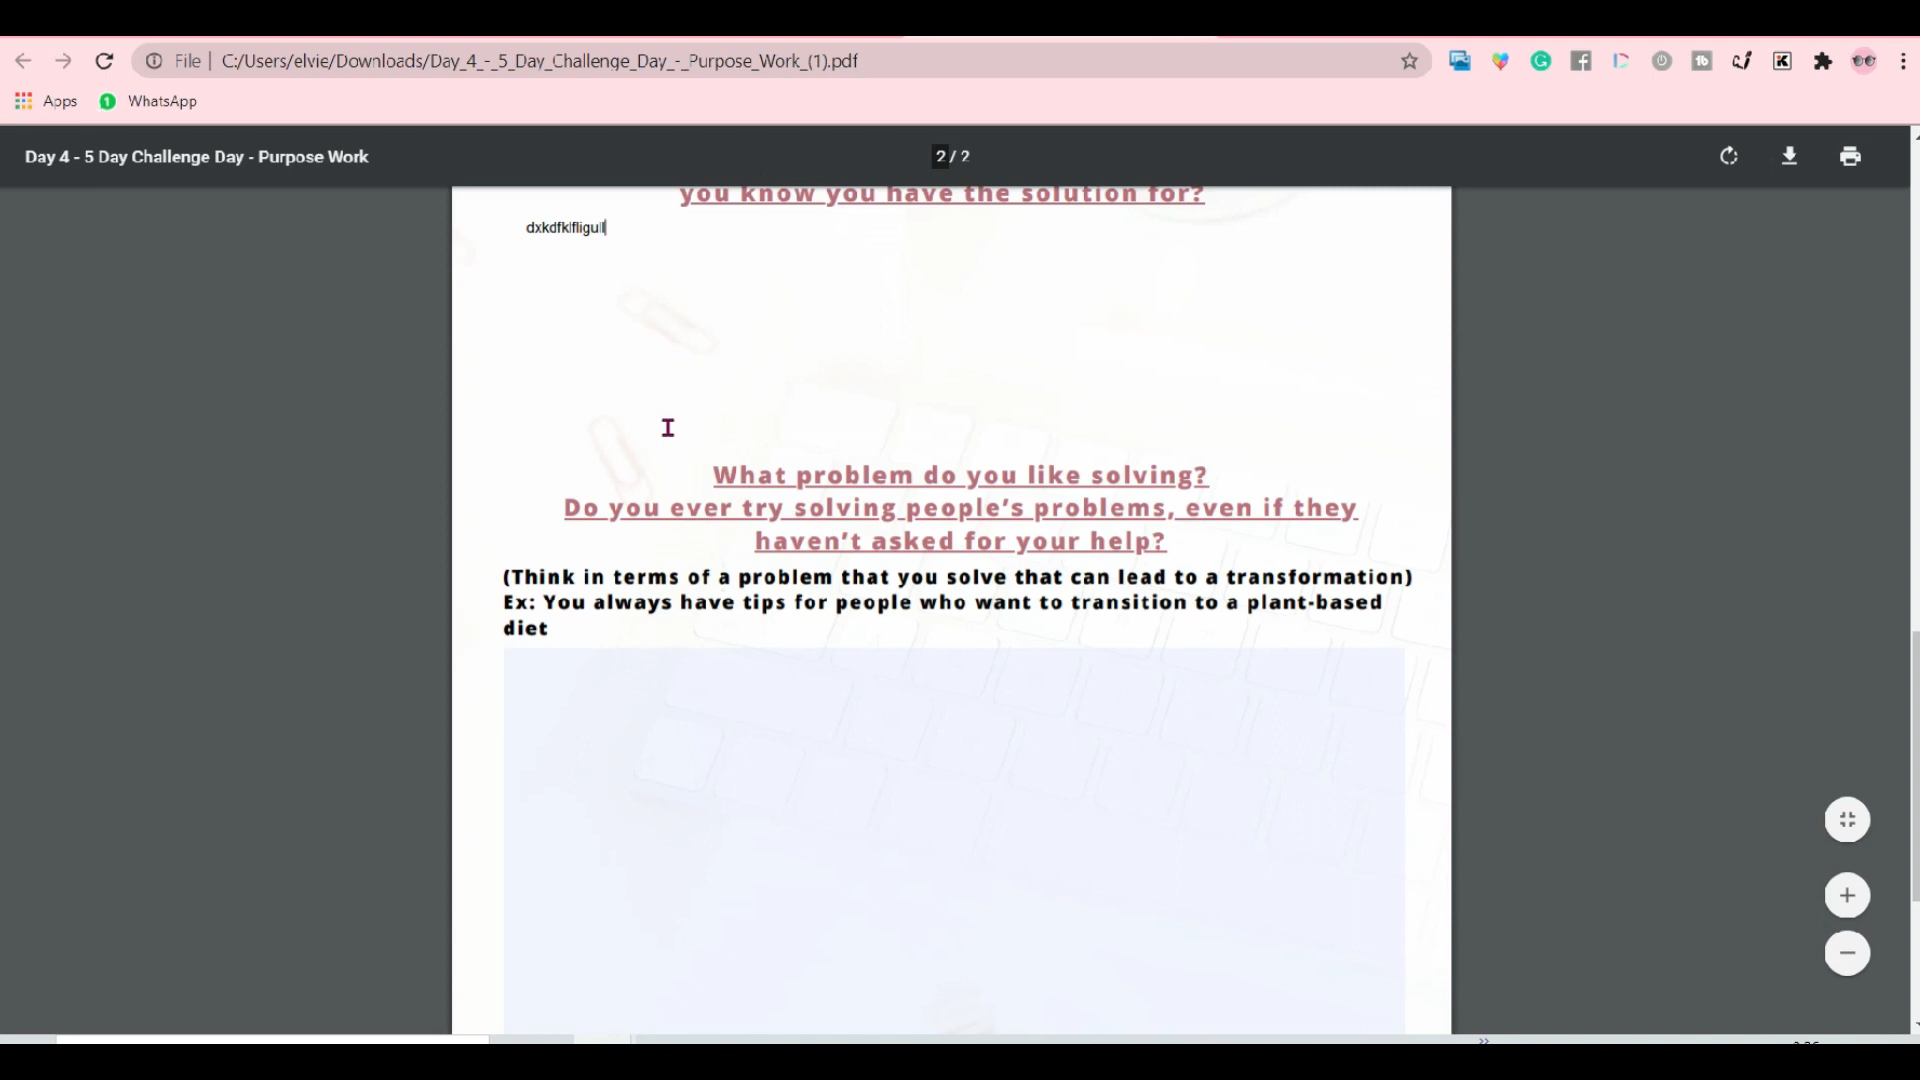 File | C:/Users/elvie/Downloads/Day_4_-_5_Day_Challenge_Day_-_Purpose_Work_(1).pdf
Apps WhatsApp
Day 4 - 5 Day Challenge Day - Purpose Work
2 / 2
you know you have the solution for?
What problem do you like solving?
Do you ever try solving people's problems, even if they
haven't asked for your help?
(Think in terms of a problem that you solve that can lead to a transformation)
Ex: You always have tips for people who want to transition to a plant-based
diet